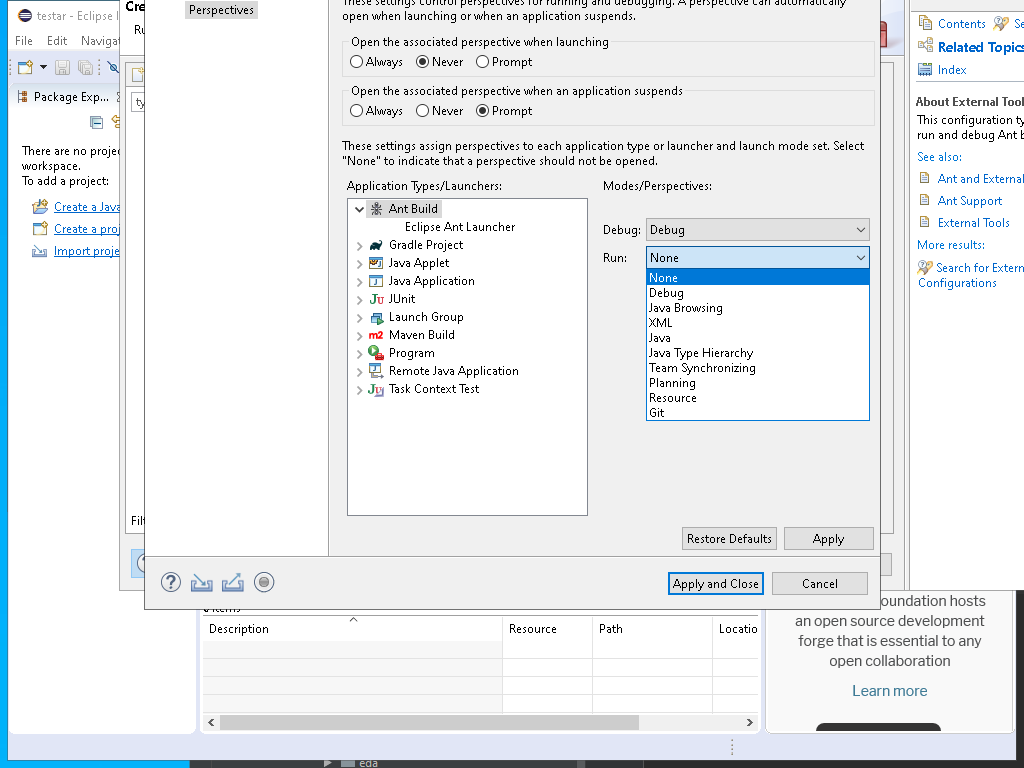 testar - Eclipse I
File Edit Navigat
Package Exp...
There are no proje
workspace.
To add a project:
Create a Java
Create a proj
Import proje
Cre
Ru
ty
Filt
Perspectives
These settings control perspectives for running and debugging. A perspective can automatically
open when launching or when an application suspends.
Open the associated perspective when launching
Always Never Prompt
Open the associated perspective when an application suspends
Always Never Prompt
These settings assign perspectives to each application type or launcher and launch mode set. Select
"None" to indicate that a perspective should not be opened.
Application Types/Launchers:
Ant Build
Eclipse Ant Launcher
Gradle Project
Java Applet
Java Application
JUnit
Launch Group
Maven Build
Program
Remote Java Application
Task Context Test
Modes/Perspectives:
Debug: Debug
Run: None
None
Debug
Java Browsing
XML
Java
Java Type Hierarchy
Team Synchronizing
Planning
Resource
Git
Restore Defaults Apply
Apply and Close Cancel
Contents Se
Related Topics
Index
About External Tool
This configuration ty
run and debug Ant b
See also:
Ant and External
Ant Support
External Tools
More results:
Search for Extern
Configurations
items
Description Resource Path Locatio
oundation hosts
an open source development
forge that is essential to any
open collaboration
Learn more
eda